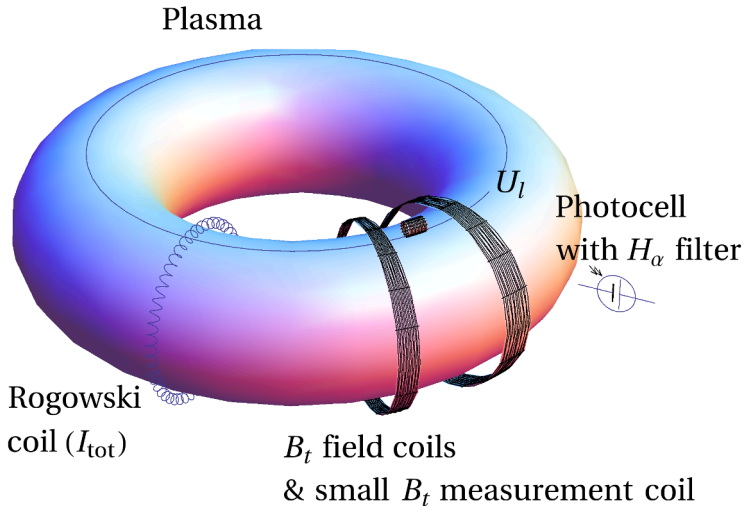 Plasma
U_l
Photocell
with H_α filter
Rogowski
coil (I_tot)
B_t field coils
& small B_t measurement coil